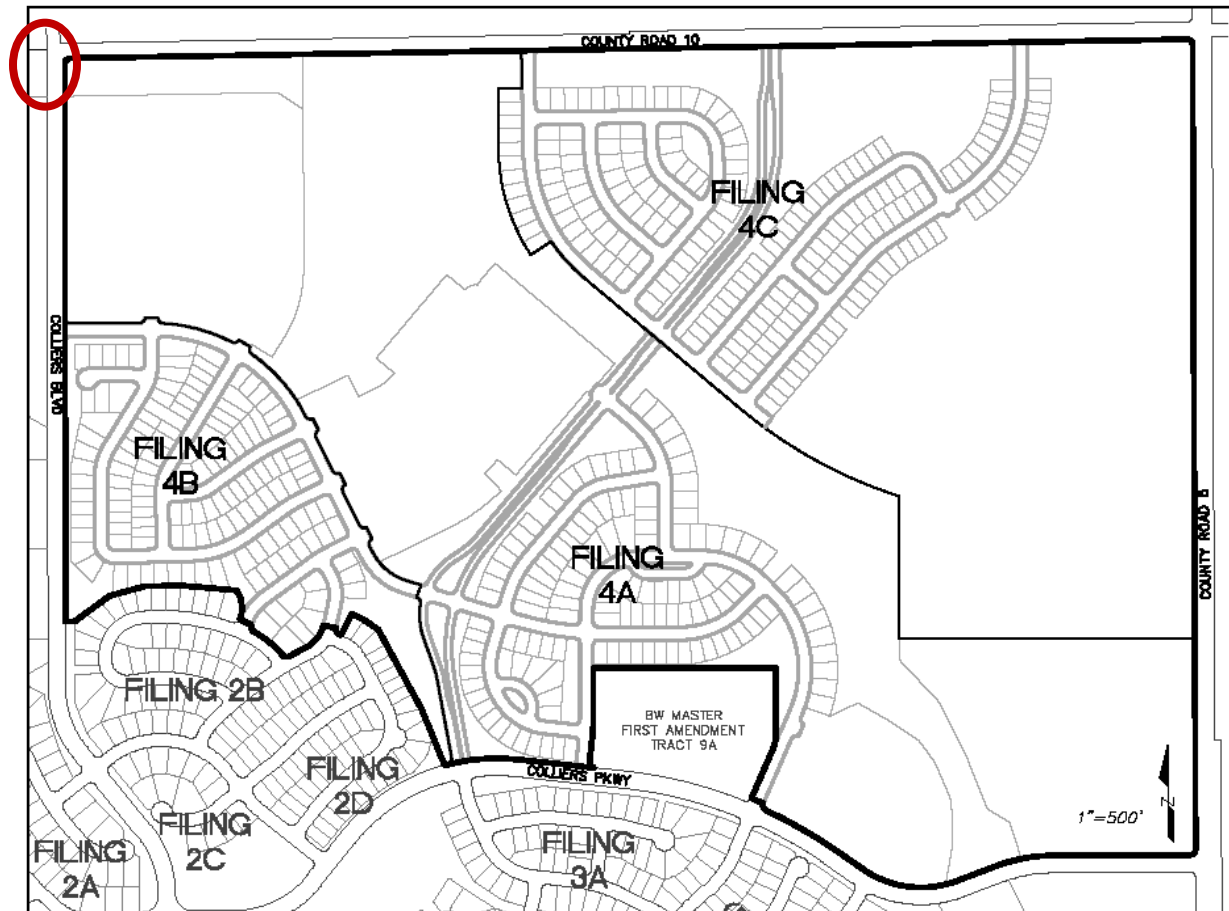 COUNTY ROAD 10
FILING
4C
COLLIERS BLVD
FILING
4B
COUNTY ROAD 5
FILING
4A
FILING 2B
BW MASTER
FIRST AMENDMENT
TRACT 9A
COLLIERS PKWY
FILING
2D
1"=500'
Z
FILING
2C
FILING
3A
FILING
2A